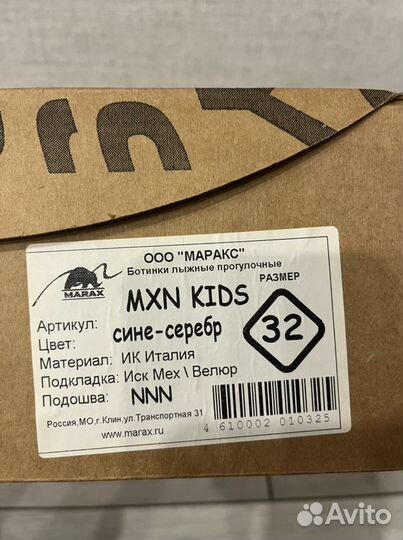 ООО "МАРАКС"
Ботинки лыжные прогулочные
MARAX
РАЗМЕР
Артикул: MXN KIDS
Цвет: сине-серебр
32
Материал: ИК Италия
Подкладка: Иск Мех \ Велюр
Подошва: NNN
Россия,МО,г.Клин,ул.Транспортная 31
www.marax.ru
4 610002 010325
Avito